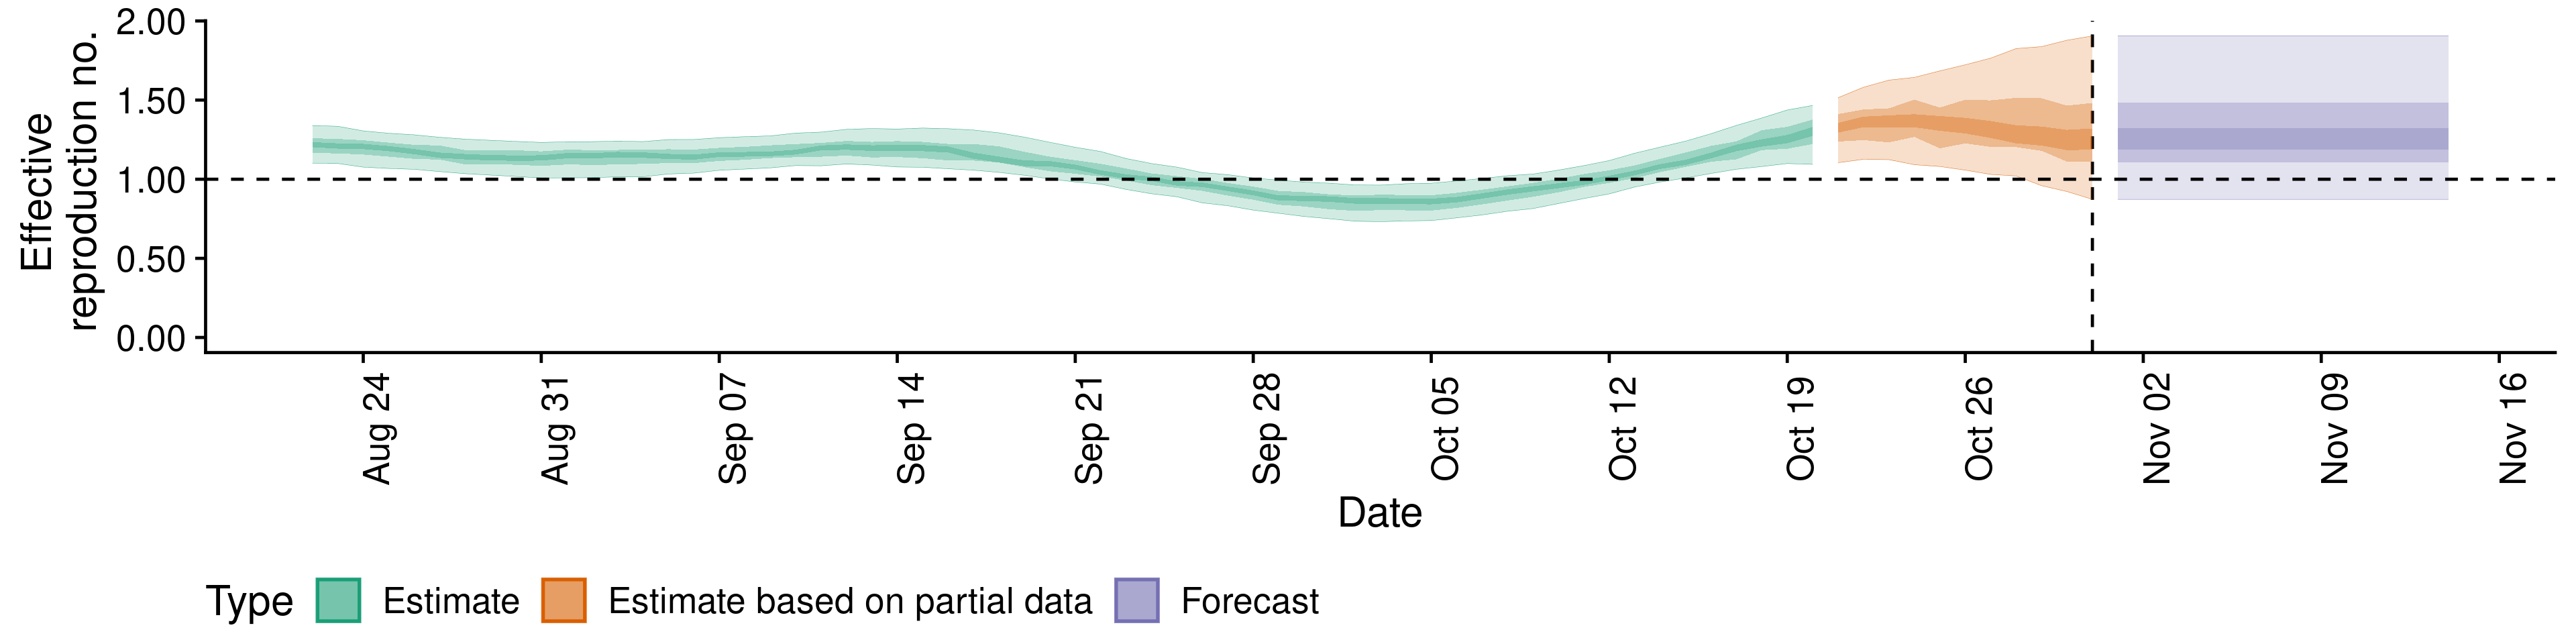 Effective
reproduction no.
2.00
1.50
1.00
0.50
0.00
Aug 24
Aug 31
Sep 07
Sep 14
Sep 21
Sep 28
Oct 05
Oct 12
Oct 19
Oct 26
Nov 02
Nov 09
Nov 16
Date
Type Estimate Estimate based on partial data Forecast